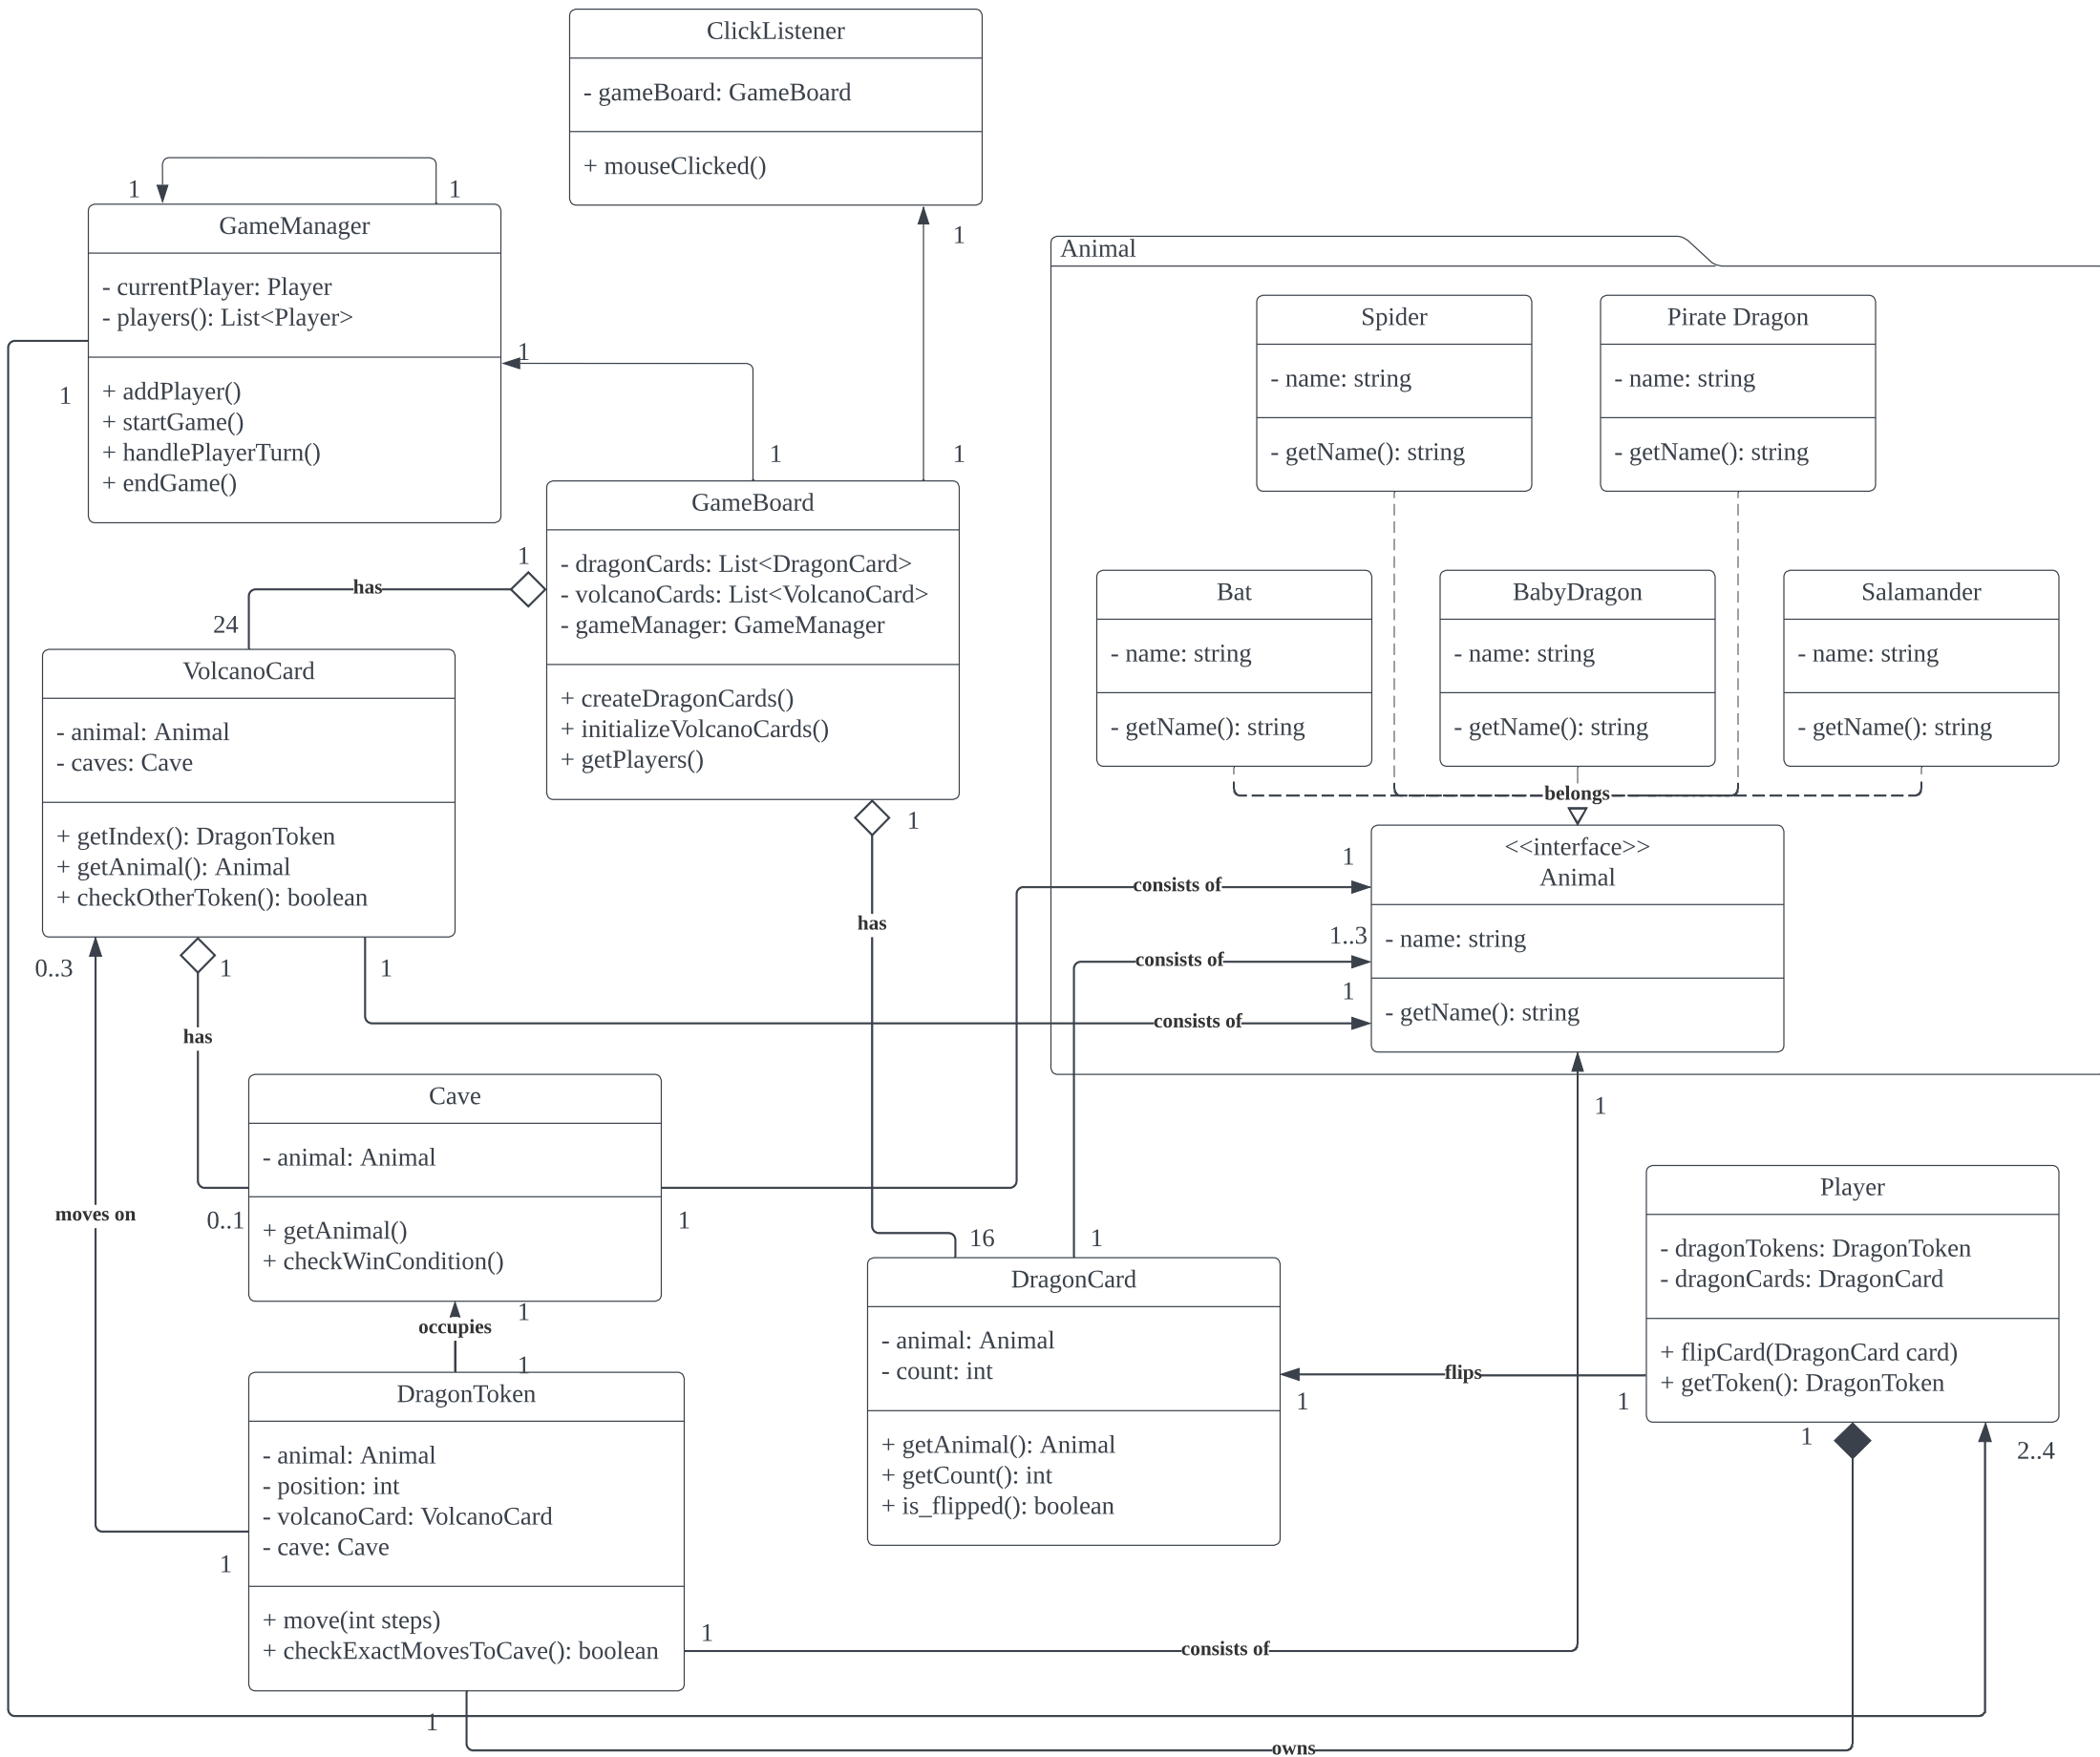 ClickListener
- gameBoard: GameBoard
+ mouseClicked()
1
1
GameManager
- currentPlayer: Player
- players(): List<Player>
+ addPlayer()
+ startGame()
+ handlePlayerTurn()
+ endGame()
1
1
1
1
1
GameBoard
- dragonCards: List<DragonCard>
- volcanoCards: List<VolcanoCard>
- gameManager: GameManager
+ createDragonCards()
+ initializeVolcanoCards()
+ getPlayers()
1
has
24
1
has
VolcanoCard
- animal: Animal
- caves: Cave
+ getIndex(): DragonToken
+ getAnimal(): Animal
+ checkOtherToken(): boolean
0..3
1
1
has
moves on
Animal
Spider
- name: string
- getName(): string
Pirate Dragon
- name: string
- getName(): string
Bat
- name: string
- getName(): string
BabyDragon
- name: string
- getName(): string
Salamander
- name: string
- getName(): string
belongs
<<interface>>
Animal
- name: string
- getName(): string
1
consists of
1..3
consists of
1
consists of
1
Cave
- animal: Animal
+ getAnimal()
+ checkWinCondition()
0..1
1
1
occupies
1
DragonToken
- animal: Animal
- position: int
- volcanoCard: VolcanoCard
- cave: Cave
+ move(int steps)
+ checkExactMovesToCave(): boolean
1
1
consists of
1
owns
16
1
DragonCard
- animal: Animal
- count: int
+ getAnimal(): Animal
+ getCount(): int
+ is_flipped(): boolean
1
flips
1
Player
- dragonTokens: DragonToken
- dragonCards: DragonCard
+ flipCard(DragonCard card)
+ getToken(): DragonToken
1
2..4